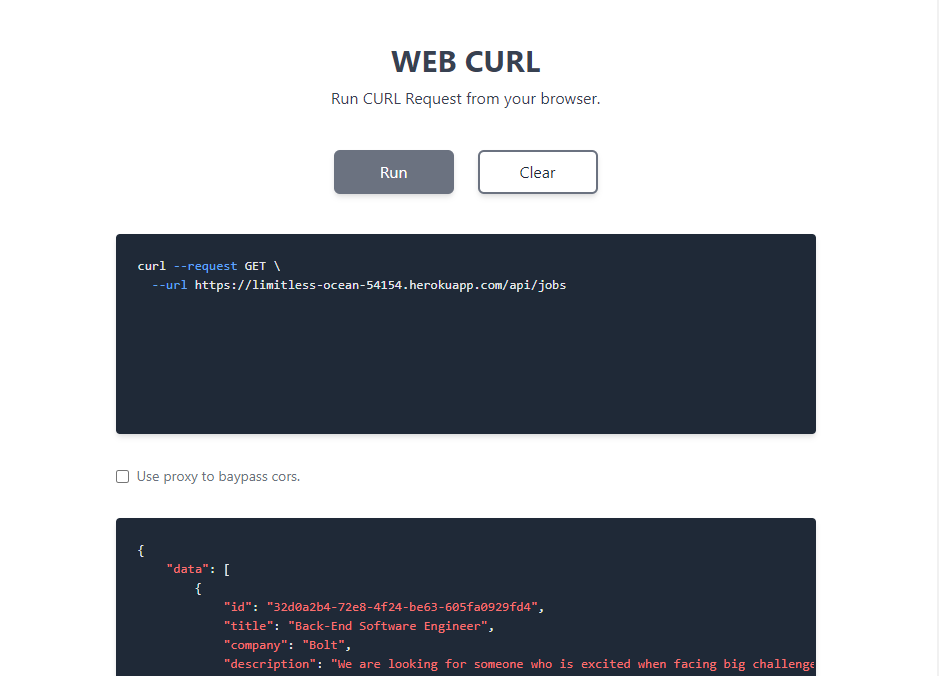 WEB CURL
Run CURL Request from your browser.
Run
Clear
curl --request GET \
--url https://limitless-ocean-54154.herokuapp.com/api/jobs
Use proxy to baypass cors.
{
"data": [
{
"id": "32d0a2b4-72e8-4f24-be63-605fa0929fd4",
"title": "Back-End Software Engineer",
"company": "Bolt",
"description": "We are looking for someone who is excited when facing big challenge